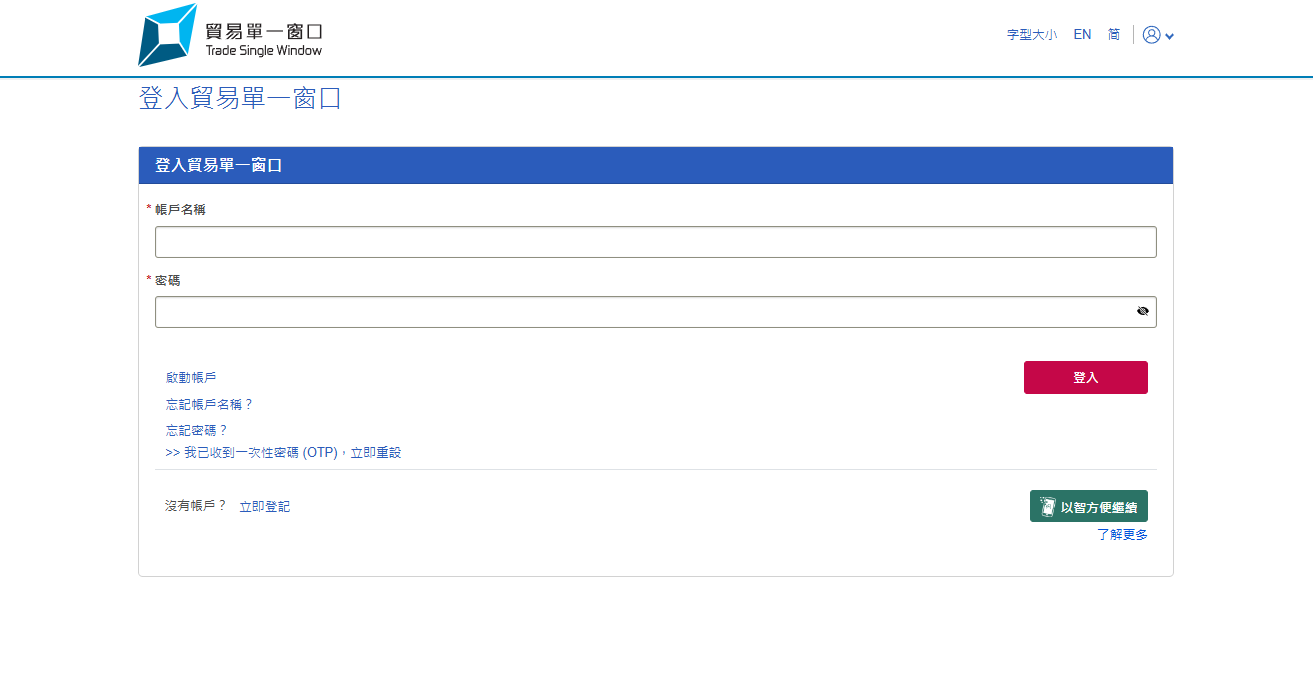 貿易單一窗口
Trade Single Window
字型大小 EN 简
登入貿易單一窗口
登入貿易單一窗口
* 帳戶名稱
* 密碼
啟動帳戶
登入
忘記帳戶名稱？
忘記密碼？
>> 我已收到一次性密碼 (OTP)，立即重設
沒有帳戶？ 立即登記
以智方便繼續
了解更多